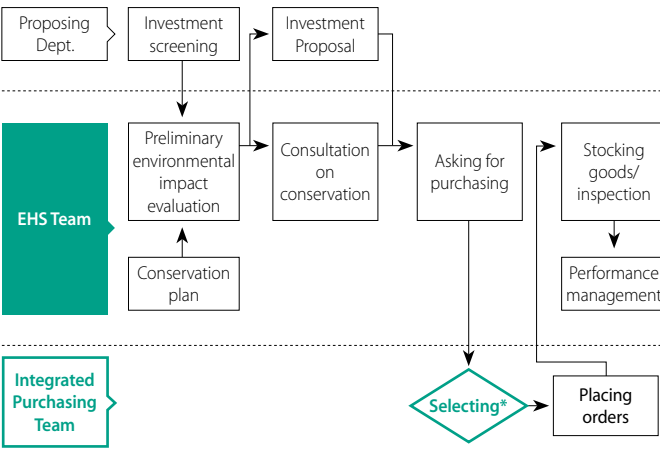 Proposing
Dept.
Investment
screening
Investment
Proposal
EHS Team
Preliminary
environmental
impact
evaluation
Consultation
on
conservation
Asking for
purchasing
Stocking
goods/
inspection
Conservation
plan
Performance
management
Integrated
Purchasing
Team
Selecting*
Placing
orders